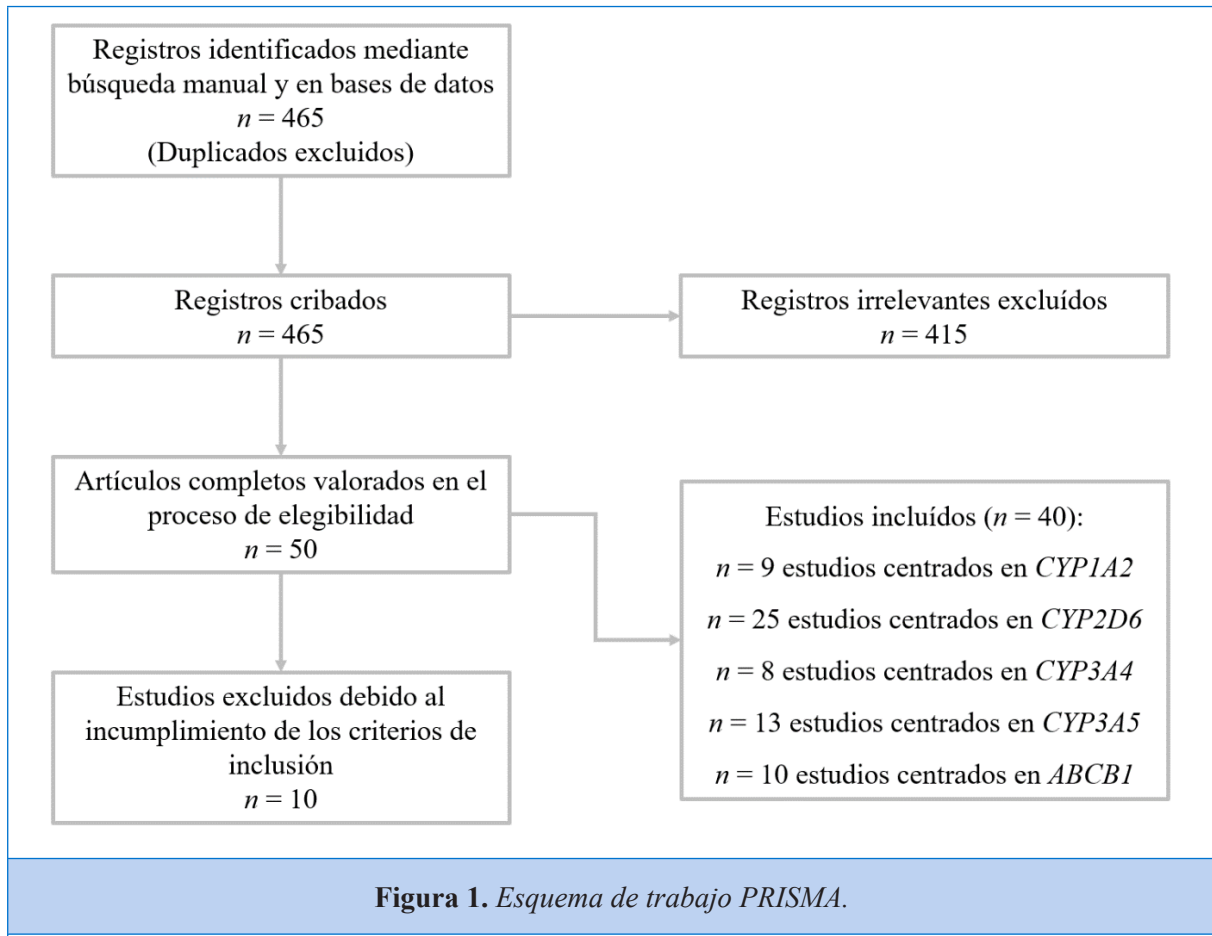 Registros identificados mediante
búsqueda manual y en bases de datos
n = 465
(Duplicados excluidos)
Registros cribados
n = 465
Registros irrelevantes excluídos
n = 415
Artículos completos valorados en el
proceso de elegibilidad
n = 50
Estudios incluídos (n = 40):
n = 9 estudios centrados en CYP1A2
n = 25 estudios centrados en CYP2D6
n = 8 estudios centrados en CYP3A4
n = 13 estudios centrados en CYP3A5
n = 10 estudios centrados en ABCB1
Estudios excluidos debido al
incumplimiento de los criterios de
inclusión
n = 10
Figura 1. Esquema de trabajo PRISMA.